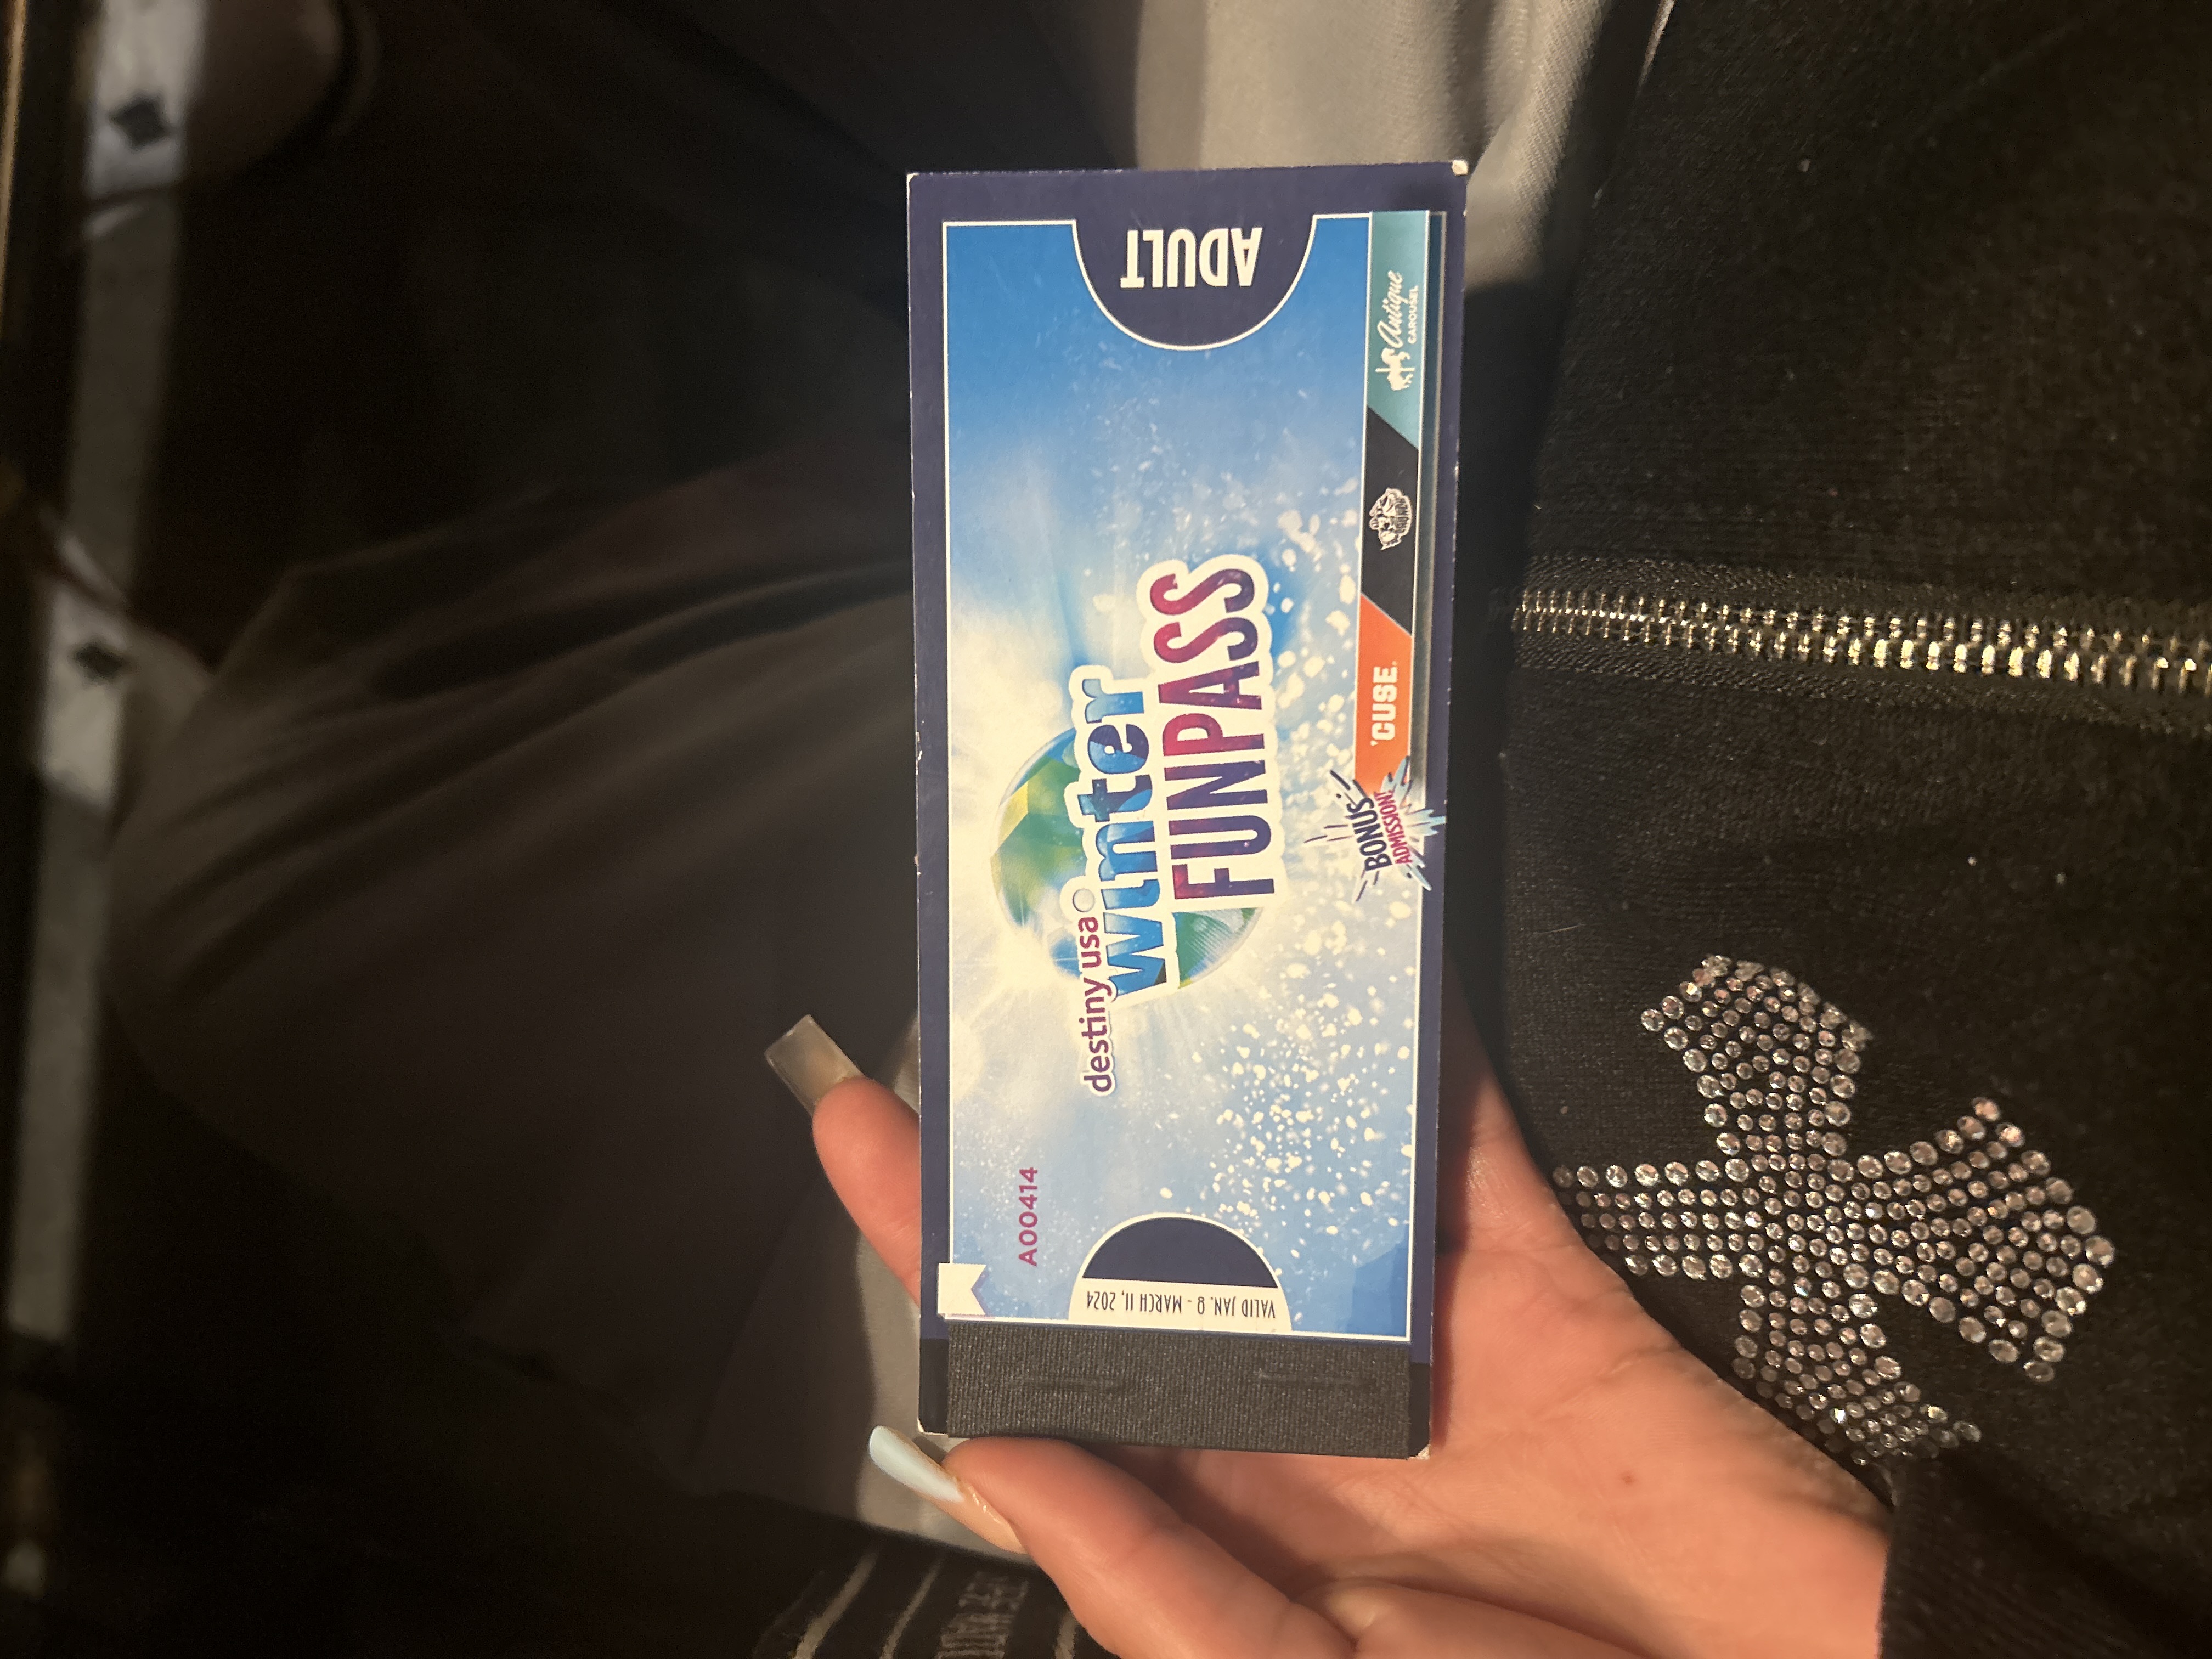 A00414
destiny usa
winter
FUNPASS
ADULT
VALID JAN. 8 - MARCH 11, 2024
BONUS
ADMISSION!
'CUSE
Antique
CAROUSEL